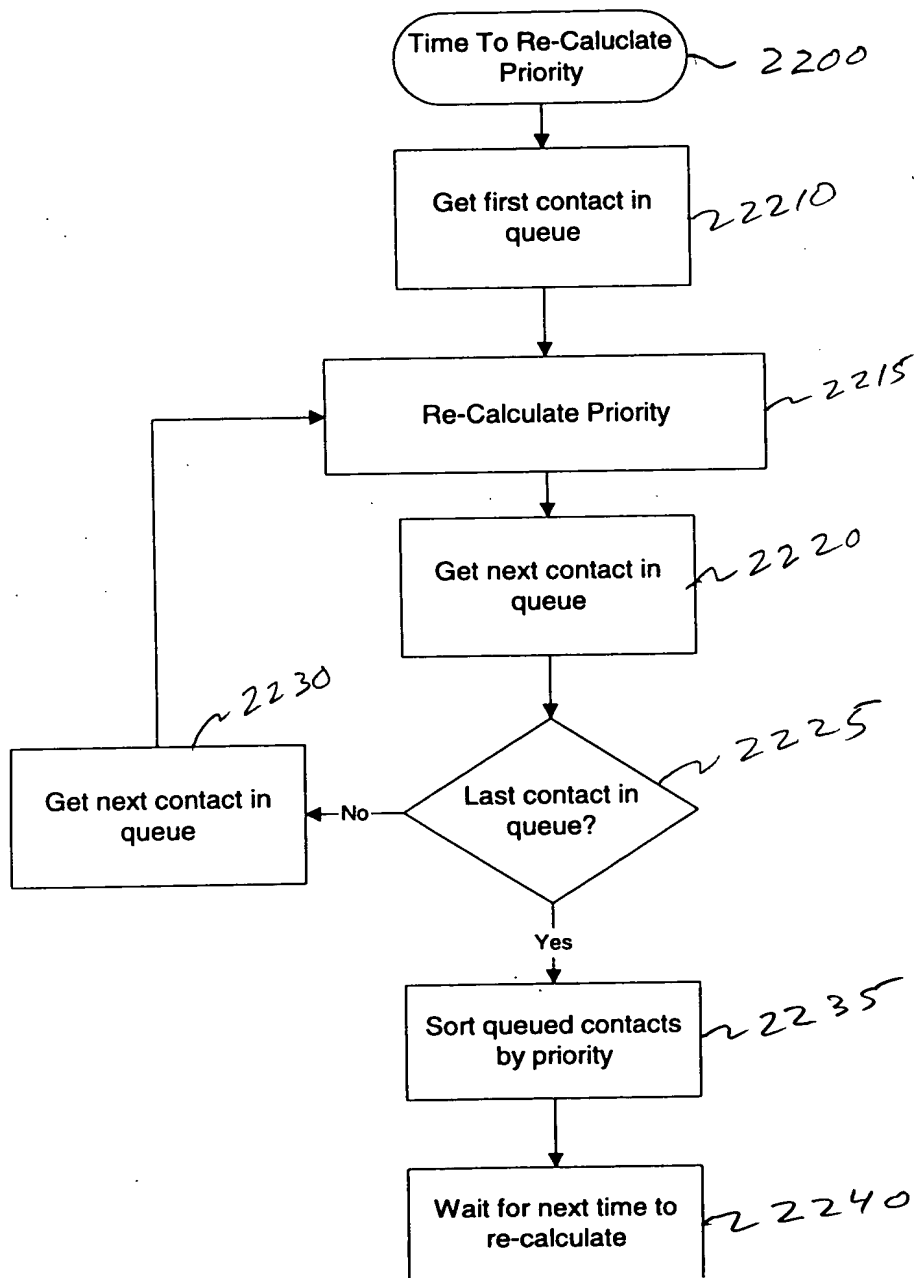 Time To Re-Caluclate
Priority
2200
Get first contact in
queue
22210
Re-Calculate Priority
2215
Get next contact in
queue
2220
2230
Get next contact in
queue
No
Last contact in
queue?
2225
Yes
Sort queued contacts
by priority
2235
Wait for next time to
re-calculate
2240